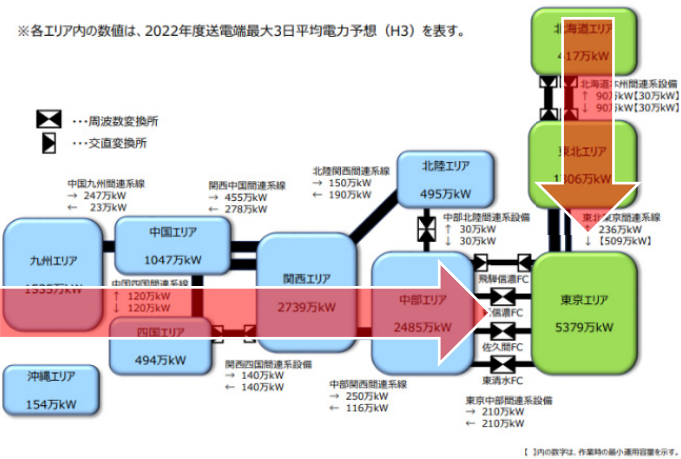 ※各エリア内の数値は、2022年度送電端最大3日平均電力予想（H3）を表す。
北海道エリア
417万kW
・・・周波数変換所
・・・交直変換所
北海道本州間連系設備
↑ 90万kW【30万kW】
↓ 90万kW【30万kW】
東北エリア
1306万kW
北陸関西間連系線
→ 150万kW
← 190万kW
北陸エリア
495万kW
中国九州間連系線
→ 247万kW
← 23万kW
関西中国間連系線
→ 455万kW
← 278万kW
中部北陸間連系設備
↑ 30万kW
↓ 30万kW
東北東京間連系線
↑ 236万kW
↓【509万kW】
中国エリア
1047万kW
九州エリア
関西エリア
2739万kW
中部エリア
2485万kW
飛騨信濃FC
信濃FC
佐久間FC
東清水FC
東京エリア
5379万kW
中国四国間連系線
↑ 120万kW
↓ 120万kW
四国エリア
494万kW
沖縄エリア
154万kW
関西四国間連系設備
→ 140万kW
← 140万kW
中部関西間連系線
→ 250万kW
← 116万kW
東京中部間連系設備
→ 210万kW
← 210万kW
【 】内の数字は、作業時の最小運用容量を示す。